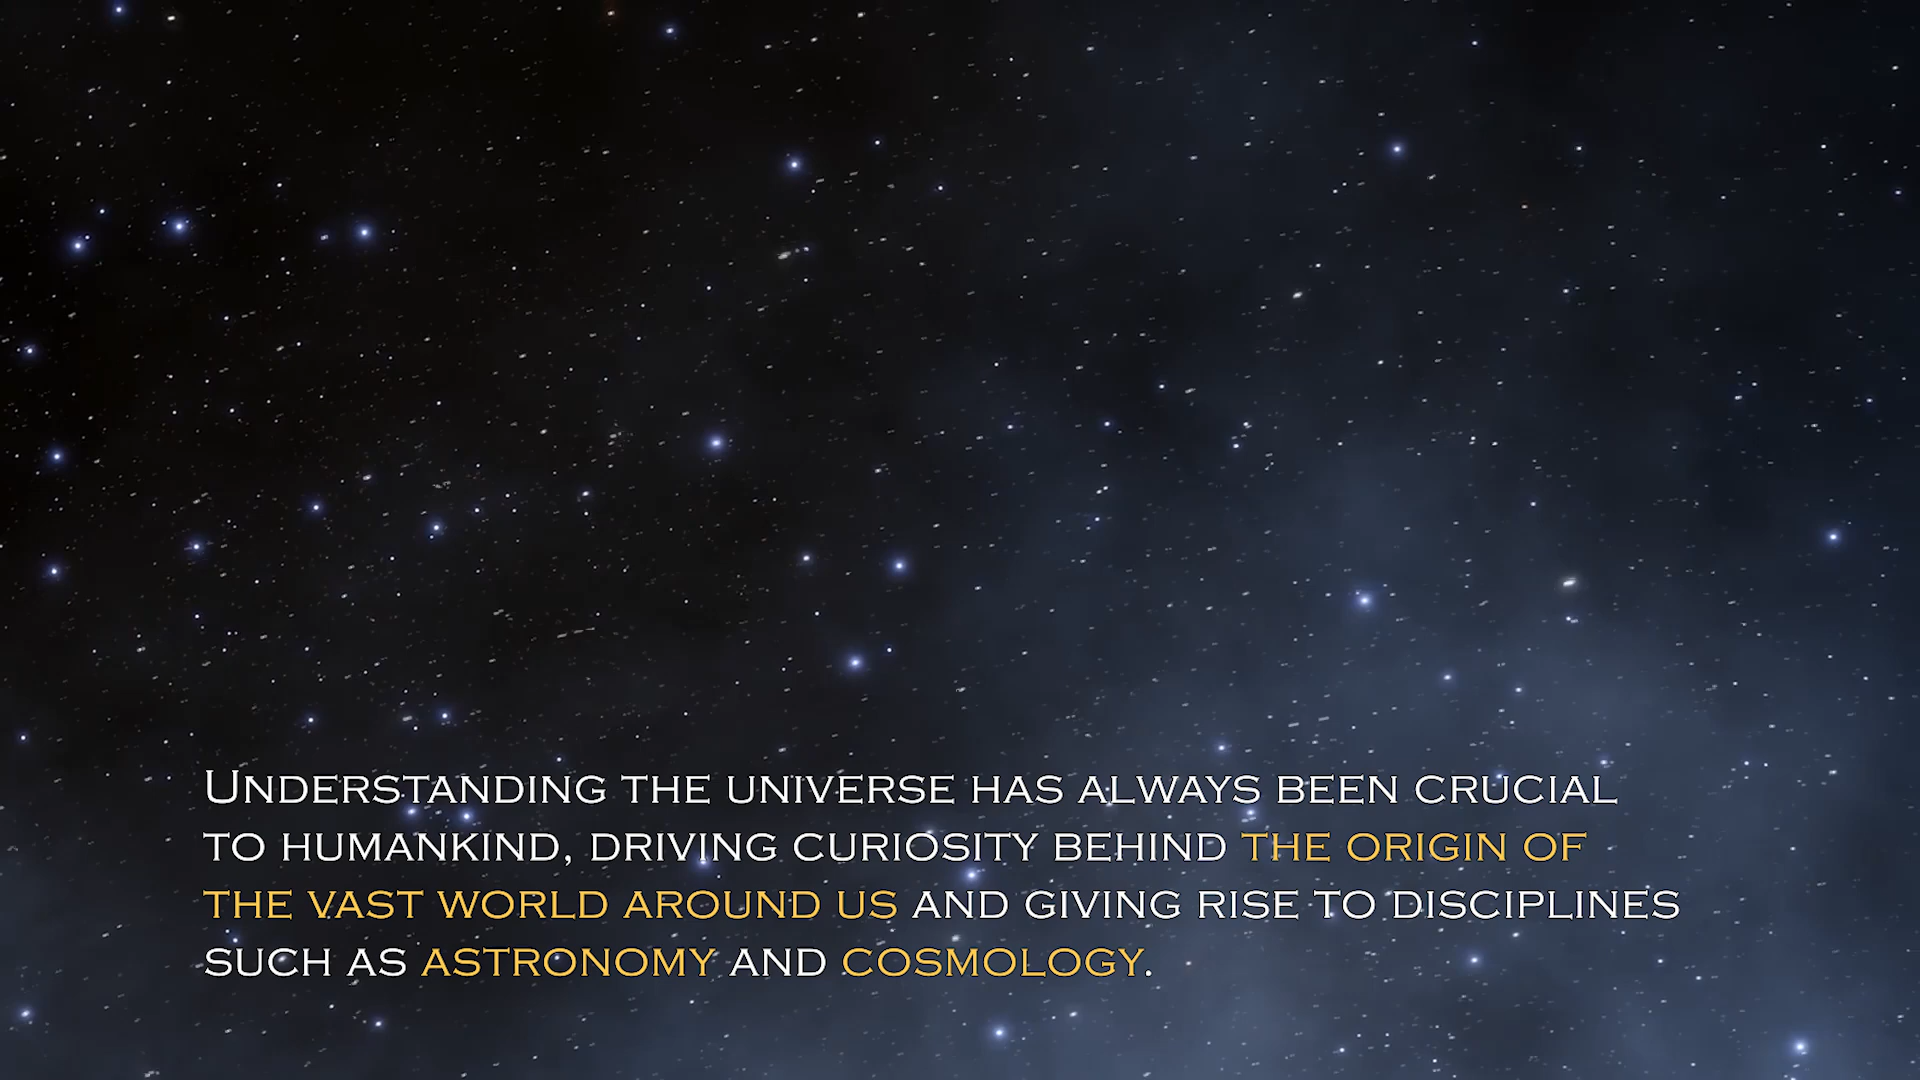 Understanding the universe has always been crucial
to humankind, driving curiosity behind the origin of
the vast world around us and giving rise to disciplines
such as astronomy and cosmology.